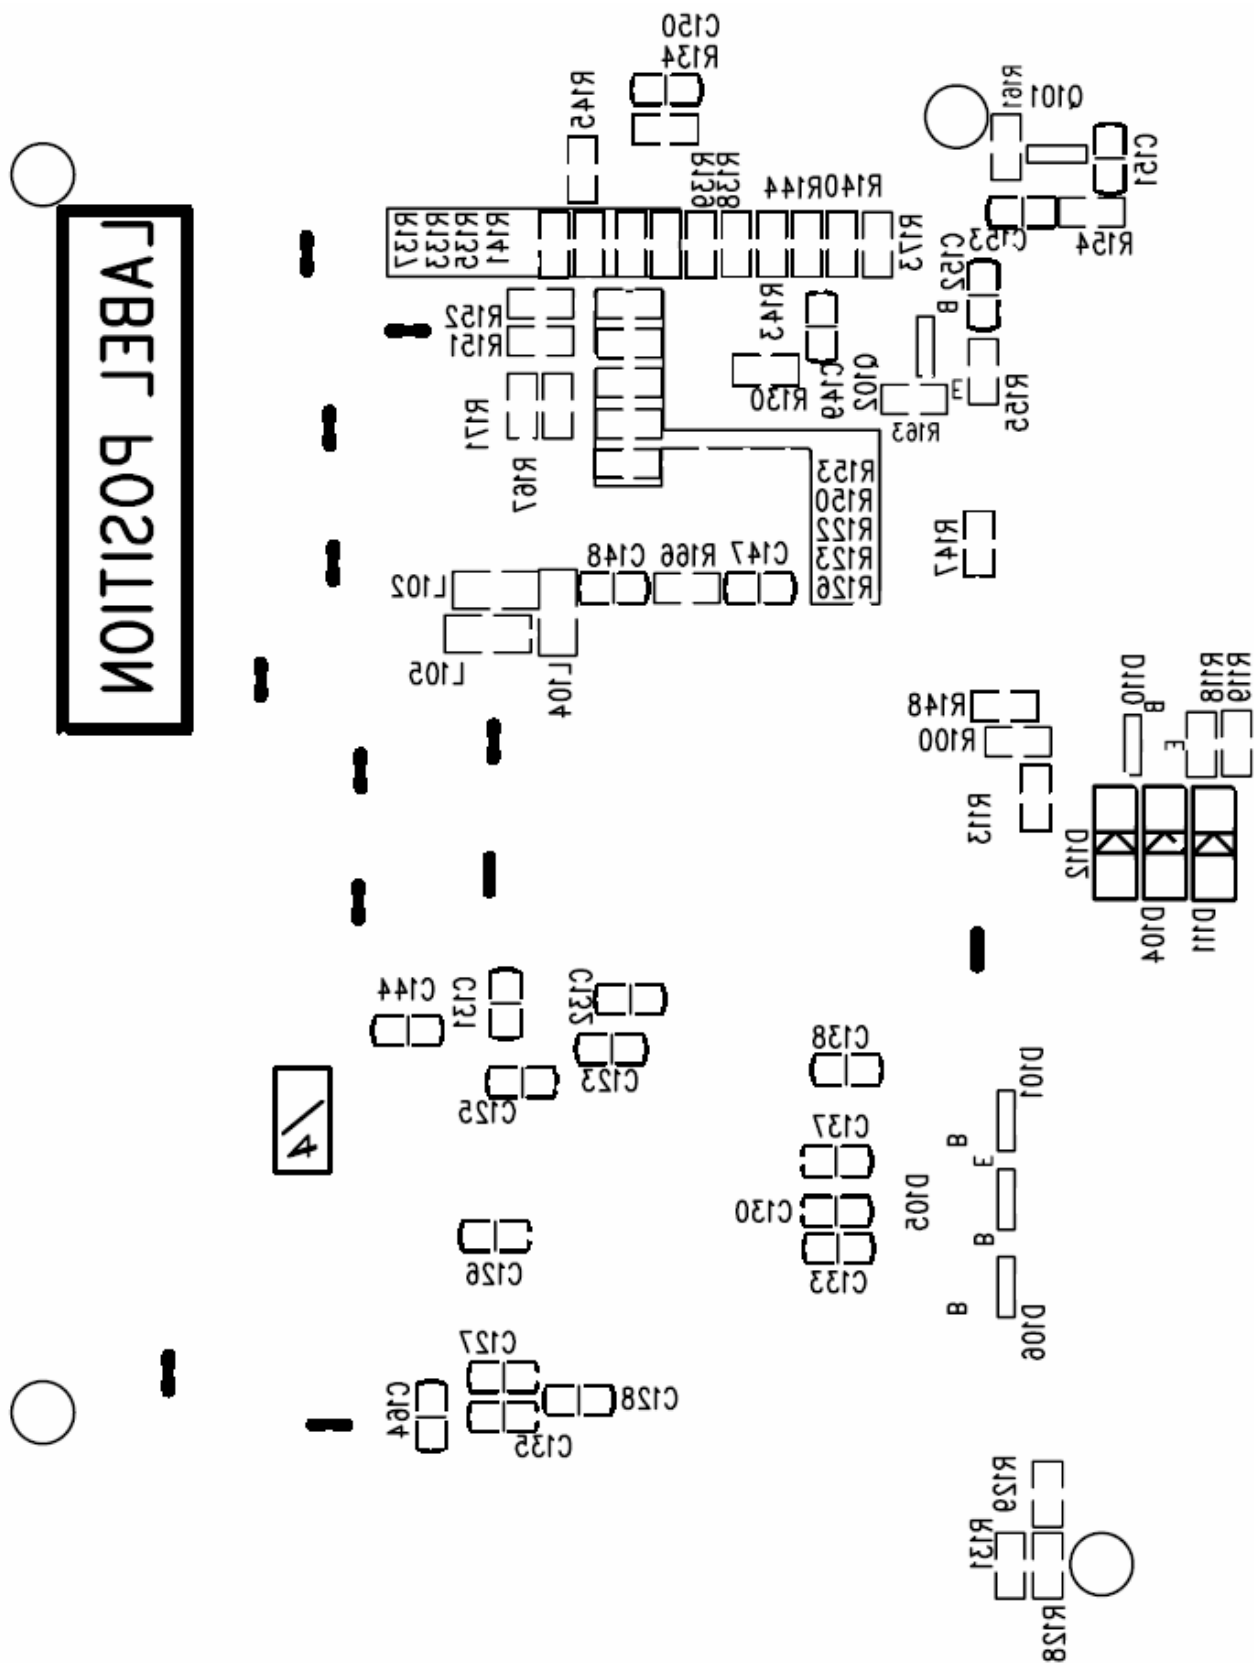 C150
R134
R145
R161
Q101
C151
R139
R138
R144
R140
R137
R133
R135
R141
R173
C153
R154
C152
B
LABEL POSITION
R152
R151
R143
C149
R130
Q102
R163
E
R155
R171
R167
R153
R150
R122
R123
R126
R147
L102
C148
R166
C147
L105
L104
D110
B
E
R118
R119
R148
R100
R113
D112
D104
D111
C144
C131
C132
C123
C125
C138
D101
C137
B
E
/4
C130
D105
B
C133
C126
B
D106
C127
C164
C128
C135
R129
R131
R128